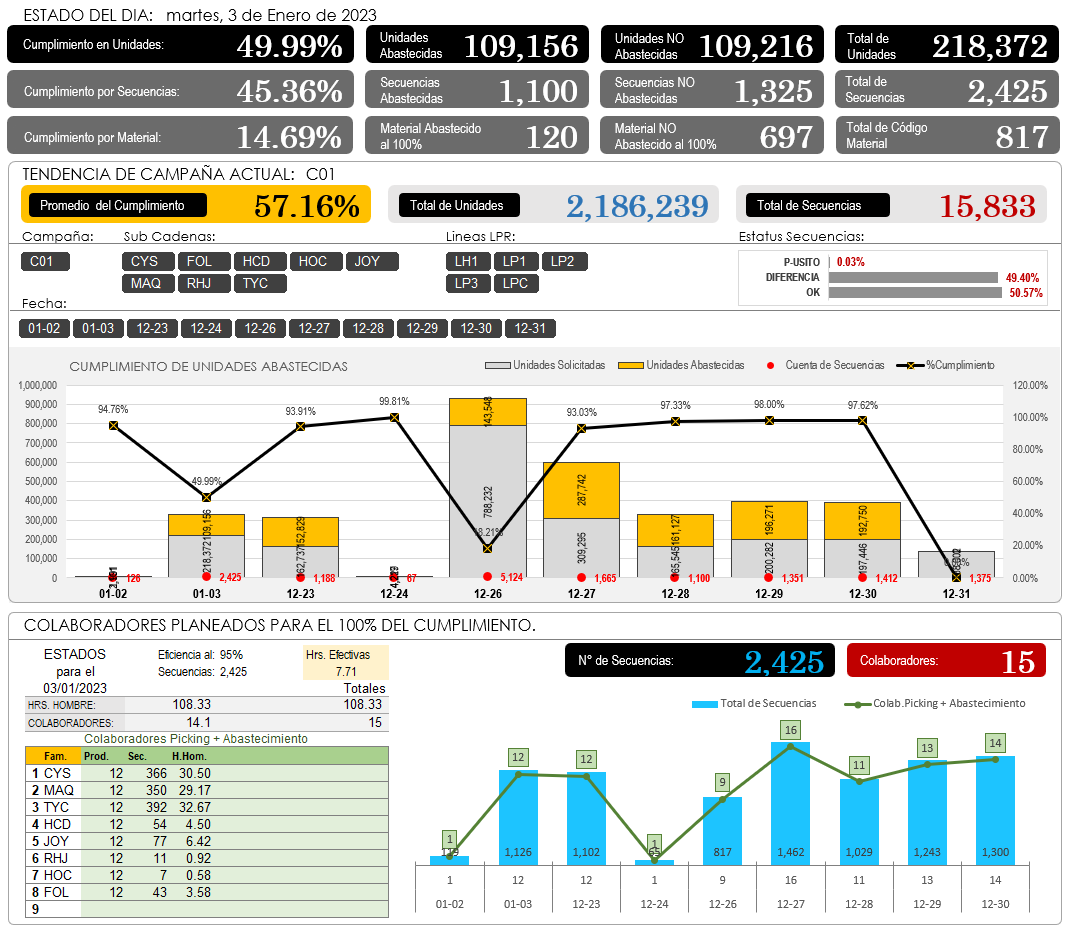 ESTADO DEL DIA: martes, 3 de Enero de 2023
Cumplimiento en Unidades: 49.99%
Unidades Abastecidas 109,156
Unidades NO Abastecidas 109,216
Total de Unidades 218,372
Cumplimiento por Secuencias: 45.36%
Secuencias Abastecidas 1,100
Secuencias NO Abastecidas 1,325
Total de Secuencias 2,425
Cumplimiento por Material: 14.69%
Material Abastecido al 100% 120
Material NO Abastecido al 100% 697
Total de Código Material 817
TENDENCIA DE CAMPAÑA ACTUAL: C01
Promedio del Cumplimiento 57.16%
Total de Unidades 2,186,239
Total de Secuencias 15,833
Campaña: Sub Cadenas: Lineas LPR: Estatus Secuencias:
C01 CYS FOL HCD HOC JOY LH1 LP1 LP2
MAQ RHJ TYC LP3 LPC
P-USITO 0.03%
DIFERENCIA 49.40%
OK 50.57%
Fecha:
01-02 01-03 12-23 12-24 12-26 12-27 12-28 12-29 12-30 12-31
CUMPLIMIENTO DE UNIDADES ABASTECIDAS
Unidades Solicitadas Unidades Abastecidas Cuenta de Secuencias %Cumplimiento
1,000,000 120.00%
900,000
800,000 100.00%
700,000
600,000 80.00%
500,000 60.00%
400,000
300,000 40.00%
200,000 20.00%
100,000
0 0.00%
94.76% 49.99% 93.91% 99.81% 93.03% 97.33% 98.00% 97.62%
109,156 152,829 143,548 287,742 161,127 196,271 192,750
218,372 788,232 309,295 200,282 197,446
126 2,425 1,188 67 5,124 1,665 1,100 1,351 1,412 1,375
01-02 01-03 12-23 12-24 12-26 12-27 12-28 12-29 12-30 12-31
COLABORADORES PLANEADOS PARA EL 100% DEL CUMPLIMIENTO.
ESTADOS Eficiencia al: 95% Hrs. Efectivas
para el Secuencias: 2,425 7.71
03/01/2023 Totales
HRS. HOMBRE: 108.33 108.33
COLABORADORES: 14.1 15
Colaboradores Picking + Abastecimiento
Fam. Prod. Sec. H.Hom.
1 CYS 12 366 30.50
2 MAQ 12 350 29.17
3 TYC 12 392 32.67
4 HCD 12 54 4.50
5 JOY 12 77 6.42
6 RHJ 12 11 0.92
7 HOC 12 7 0.58
8 FOL 12 43 3.58
9
N° de Secuencias: 2,425
Colaboradores: 15
Total de Secuencias Colab.Picking + Abastecimiento
1 12 12 1 9 16 11 13 14
1,126 1,102 817 1,462 1,029 1,243 1,300
1 12 12 1 9 16 11 13 14
01-02 01-03 12-23 12-24 12-26 12-27 12-28 12-29 12-30